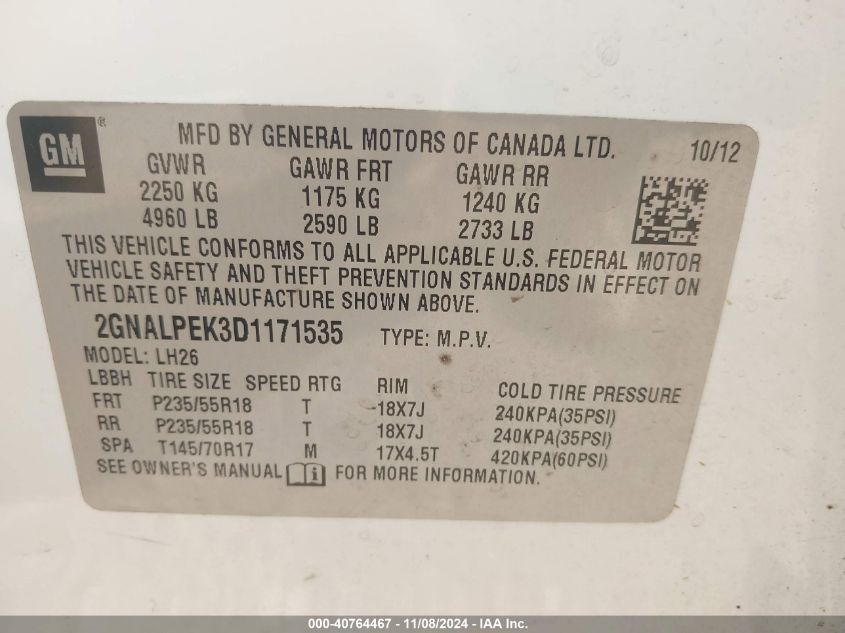 GM ® MFD BY GENERAL MOTORS OF CANADA LTD. 10/12
GVWR GAWR FRT GAWR RR
2250 KG 1175 KG 1240 KG
4960 LB 2590 LB 2733 LB
THIS VEHICLE CONFORMS TO ALL APPLICABLE U.S. FEDERAL MOTOR
VEHICLE SAFETY AND THEFT PREVENTION STANDARDS IN EFFECT ON
THE DATE OF MANUFACTURE SHOWN ABOVE.
2GNALPEK3D1171535 TYPE: M.P.V.
MODEL: LH26
LBBH TIRE SIZE SPEED RTG RIM COLD TIRE PRESSURE
FRT P235/55R18 T 18X7J 240KPA(35PSI)
RR P235/55R18 T 18X7J 240KPA(35PSI)
SPA T145/70R17 M 17X4.5T 420KPA(60PSI)
SEE OWNER'S MANUAL FOR MORE INFORMATION.
000-40764467 - 11/08/2024 - IAA Inc.